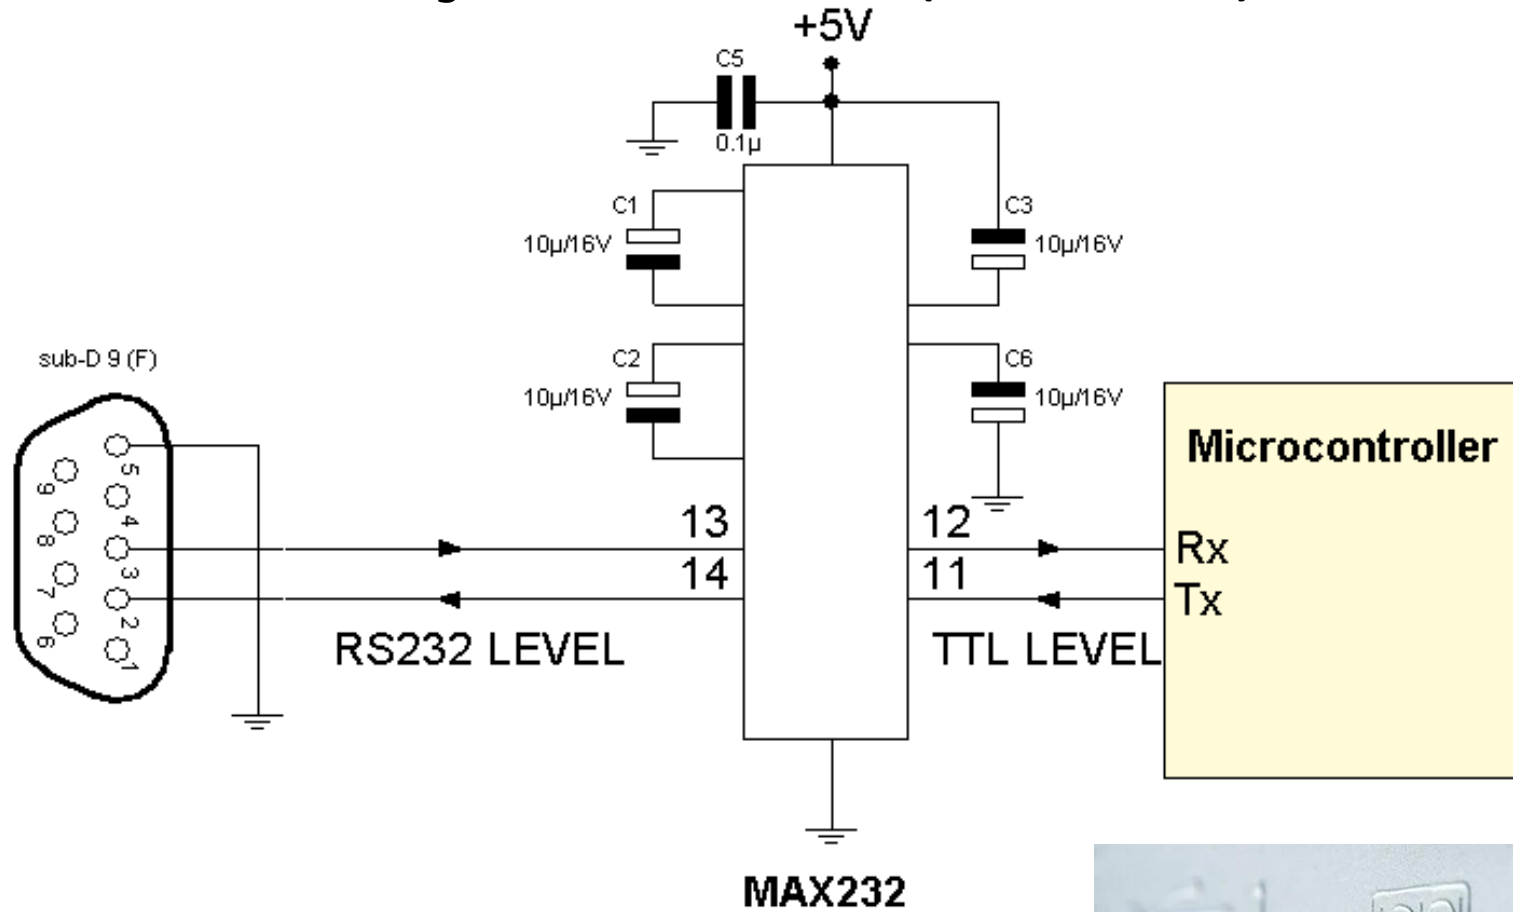 +5V
C5
0.1µ
C1
10µ/16V
C3
10µ/16V
sub-D 9 (F)
C2
10µ/16V
C6
10µ/16V
Microcontroller
5
9
4
8
3
7
2
6
1
13
12
14
11
Rx
Tx
RS232 LEVEL
TTL LEVEL
MAX232